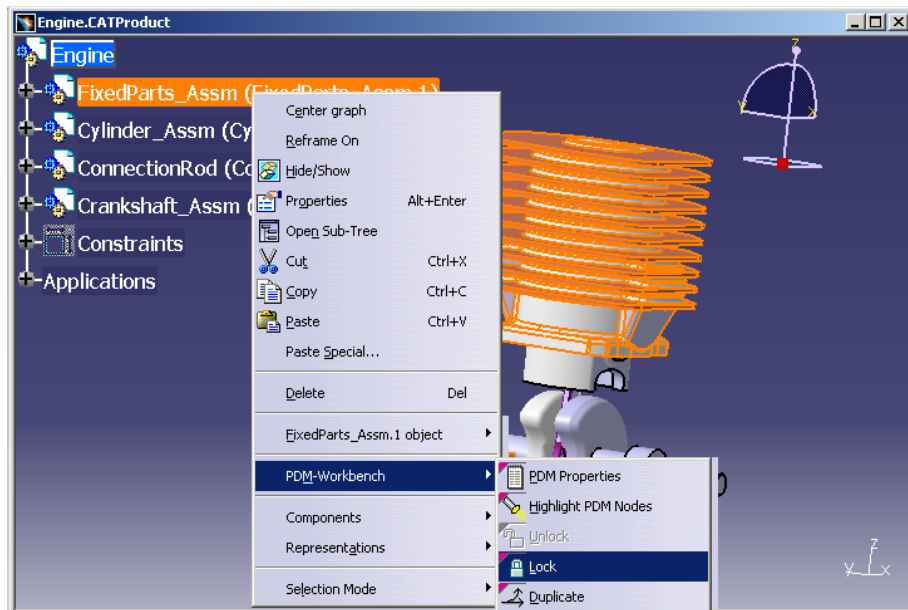 Engine.CATProduct
Engine
FixedParts_Assm (FixedParts_Assm.1)
Cylinder_Assm (Cy
ConnectionRod (Co
Crankshaft_Assm (
Constraints
Applications
Center graph
Reframe On
Hide/Show
Properties Alt+Enter
Open Sub-Tree
Cut Ctrl+X
Copy Ctrl+C
Paste Ctrl+V
Paste Special...
Delete Del
FixedParts_Assm.1 object
PDM-Workbench
Components
Representations
Selection Mode
PDM Properties
Highlight PDM Nodes
Unlock
Lock
Duplicate
z
y
x
z
y
x